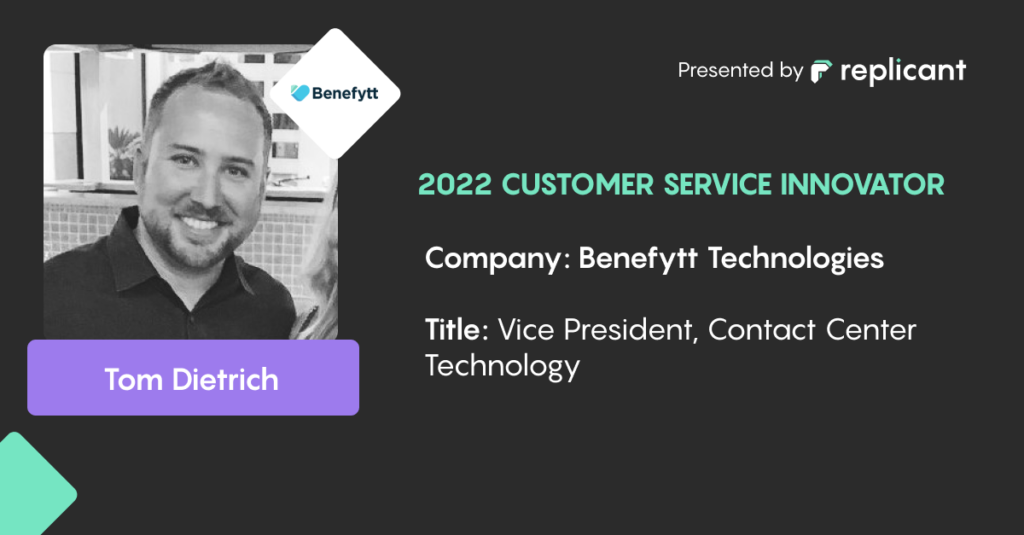 Benefytt
Presented by replicant
2022 CUSTOMER SERVICE INNOVATOR
Company: Benefytt Technologies
Title: Vice President, Contact Center
Technology
Tom Dietrich